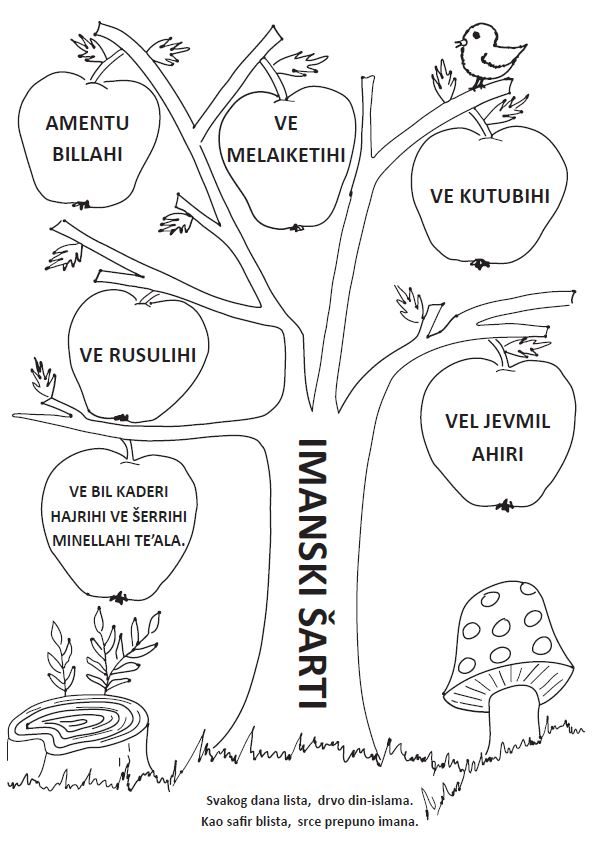 AMENTU
BILLAHI
VE
MELAIKETIHI
VE KUTUBIHI
VE RUSULIHI
VEL JEVMIL
AHIRI
VE BIL KADERI
HAJRIHI VE ŠERRIHI
MINELLAHI TE’ALA.
IMANSKI ŠARTI
Svakog dana lista, drvo din-islama.
Kao safir blista, srce prepuno imana.